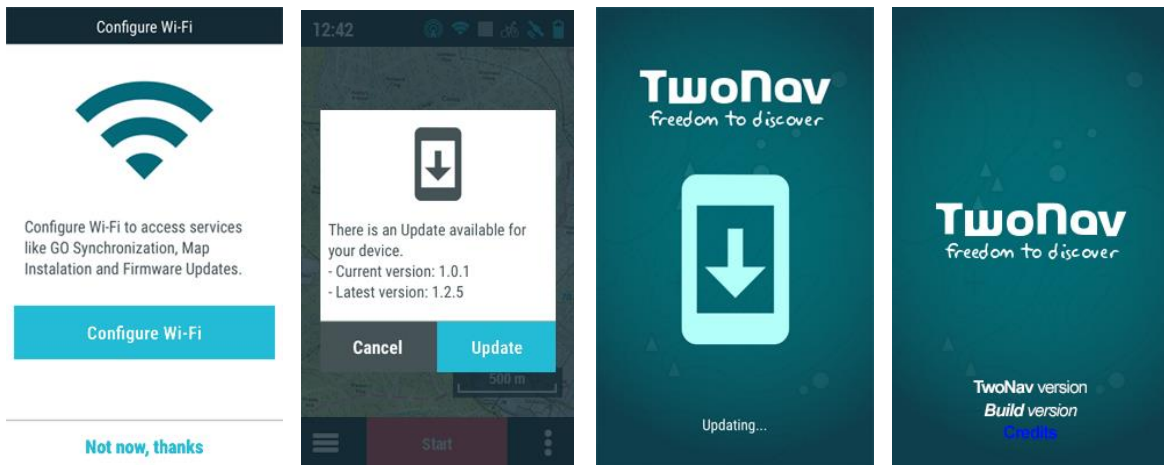 Configure Wi-Fi
Configure Wi-Fi to access services
like GO Synchronization, Map
Instalation and Firmware Updates.
Configure Wi-Fi
Not now, thanks
12:42
There is an Update available for
your device.
- Current version: 1.0.1
- Latest version: 1.2.5
Cancel
Update
500 m
Start
TwoNav
freedom to discover
Updating...
TwoNav
freedom to discover
TwoNav version
Build version
Credits